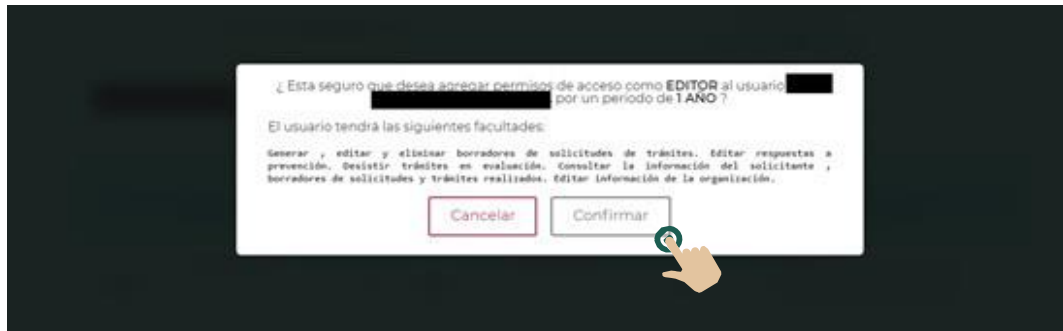 ¿ Esta seguro que desea agregar permisos de acceso como EDITOR al usuario
por un periodo de 1 AÑO ?
El usuario tendrá las siguientes facultades:
Generar , editar y eliminar borradores de solicitudes de trámites. Editar respuestas a
prevención. Desistir trámites en evaluación. Consultar la información del solicitante ,
borradores de solicitudes y trámites realizados. Editar información de la organización.
Cancelar
Confirmar